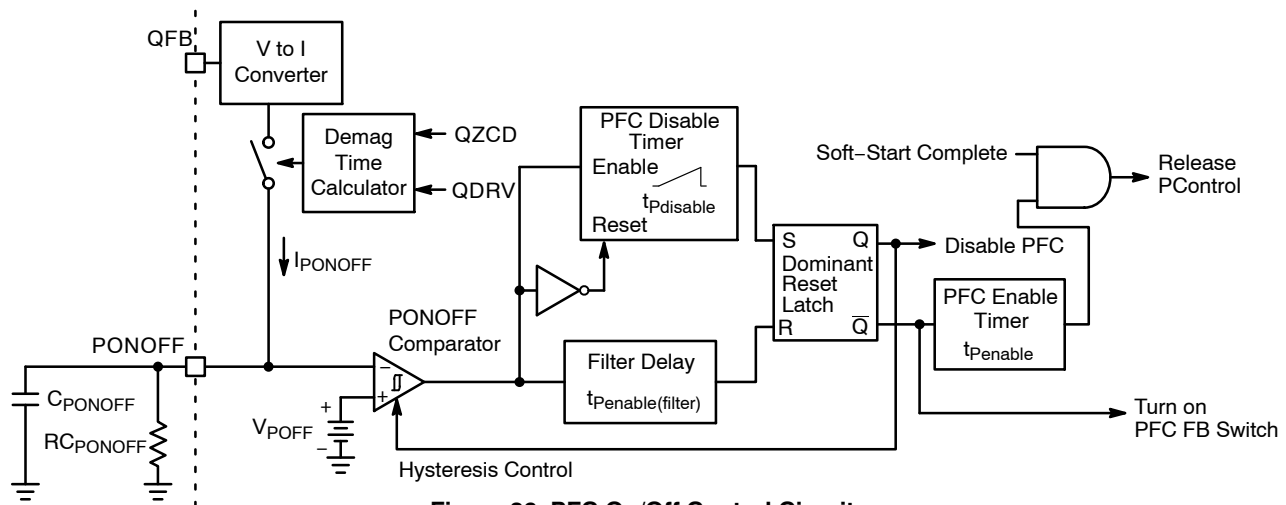 QFB
V to I
Converter
Demag
Time
Calculator
QZCD
QDRV
IPONOFF
PONOFF
CPONOFF
RCPONOFF
PONOFF
Comparator
−
+
+
−
VPOFF
Hysteresis Control
PFC Disable
Timer
Enable
tPdisable
Reset
Filter Delay
tPenable(filter)
S Q
Dominant
Reset
Latch
R Q̅
Disable PFC
PFC Enable
Timer
tPenable
Soft−Start Complete
Release
PControl
Turn on
PFC FB Switch